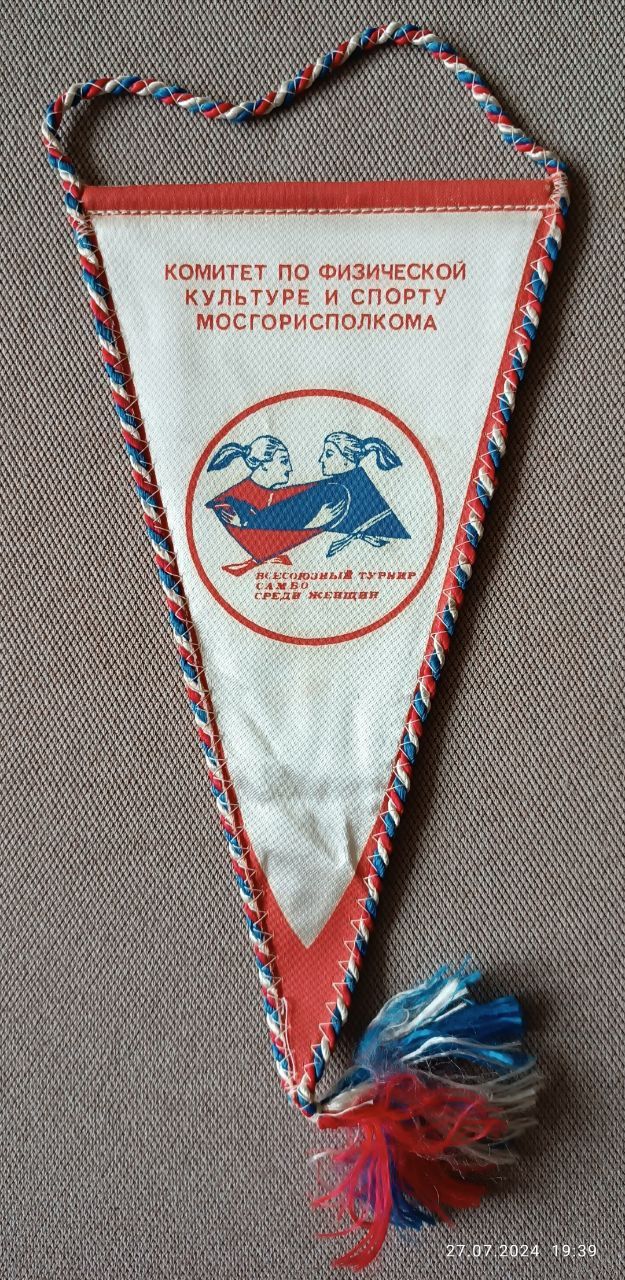 КОМИТЕТ ПО ФИЗИЧЕСКОЙ
КУЛЬТУРЕ И СПОРТУ
МОСГОРИСПОЛКОМА
ВСЕСОЮЗНЫЙ ТУРНИР
САМБО
СРЕДИ ЖЕНЩИН
27.07.2024 19:39